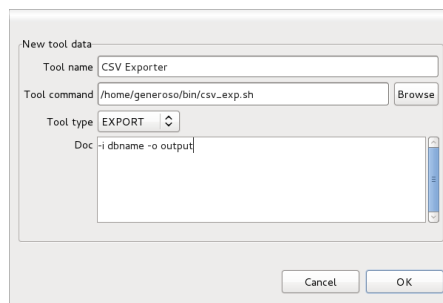 New tool data
Tool name CSV Exporter
Tool command /home/generoso/bin/csv_exp.sh Browse
Tool type EXPORT
Doc -i dbname -o output
Cancel OK